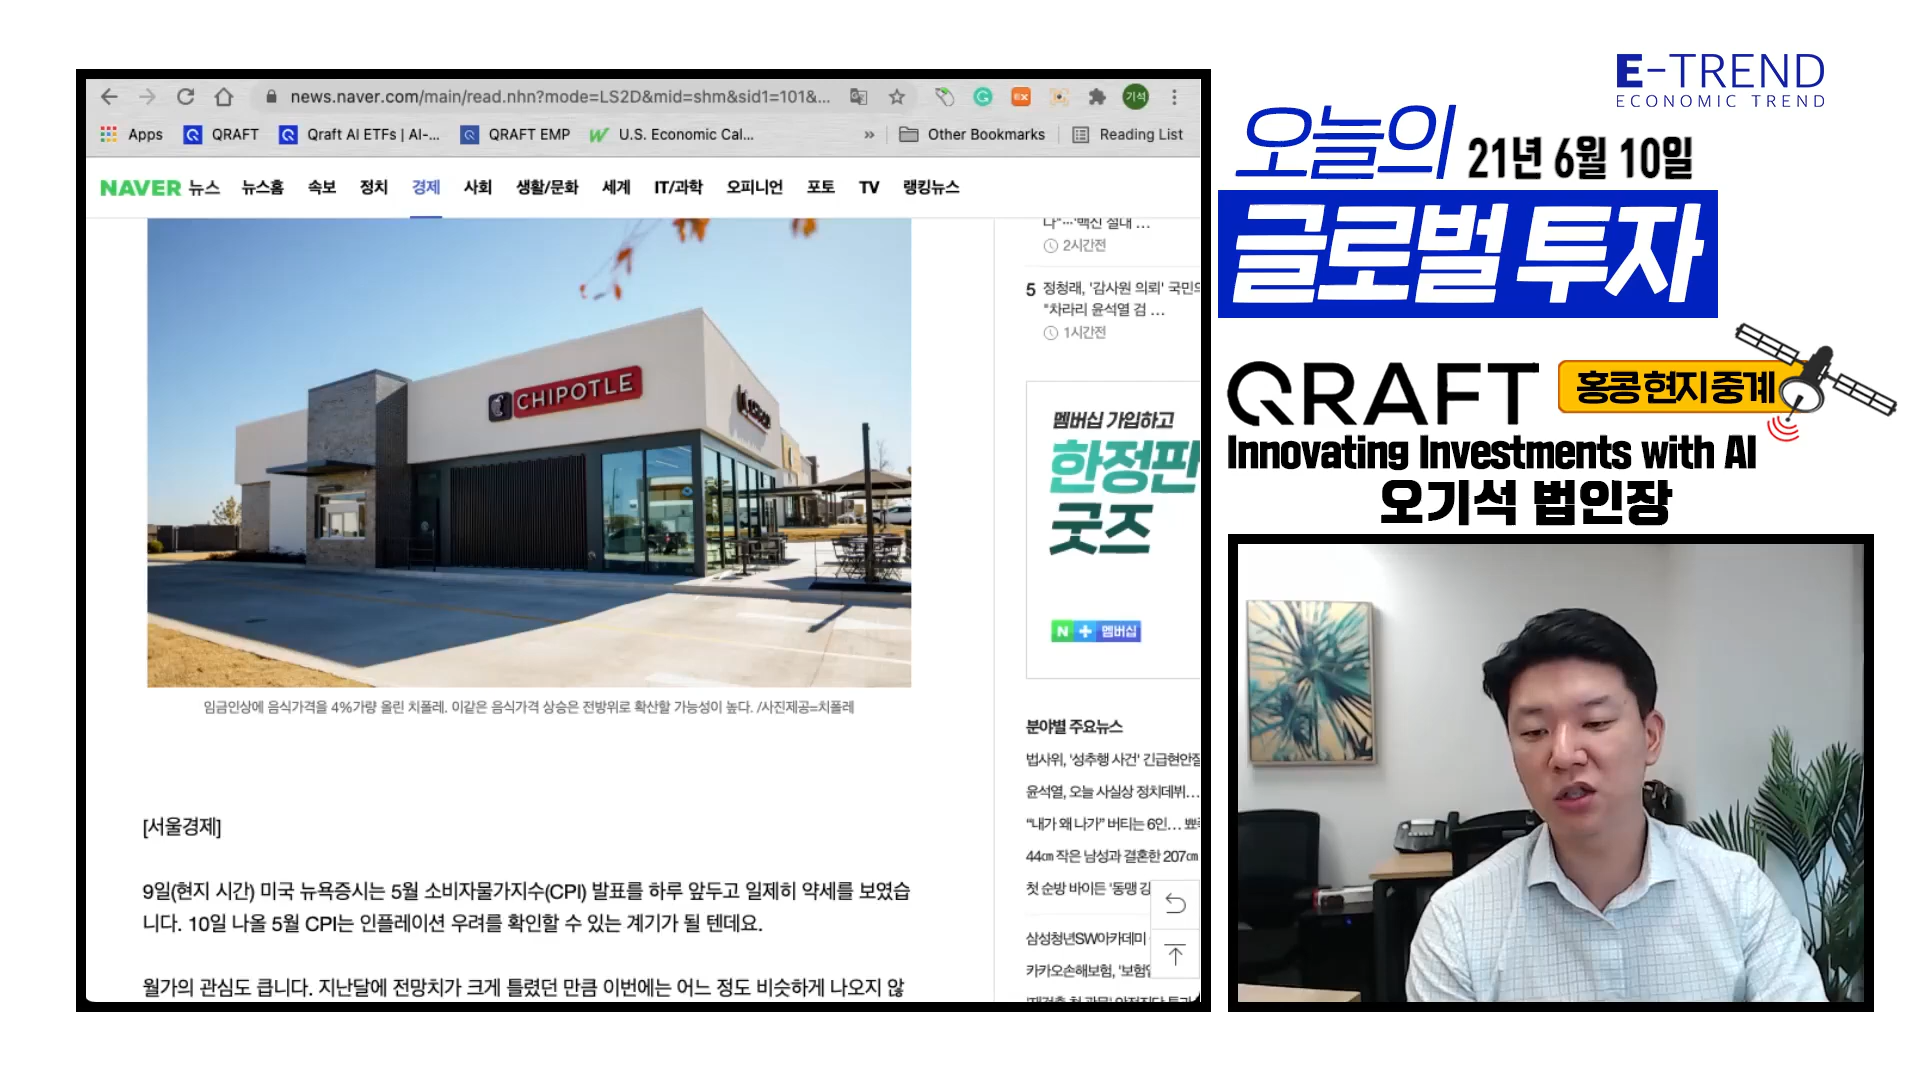 news.naver.com/main/read.nhn?mode=LS2D&mid=shm&sid1=101&...
기석
Apps QRAFT Qraft AI ETFs | AI-... QRAFT EMP U.S. Economic Cal... » Other Bookmarks Reading List
NAVER 뉴스 뉴스홈 속보 정치 경제 사회 생활/문화 세계 IT/과학 오피니언 포토 TV 랭킹뉴스
CHIPOTLE
임금인상에 음식가격을 4%가량 올린 치폴레. 이같은 음식가격 상승은 전방위로 확산할 가능성이 높다. /사진제공=치폴레
[서울경제]
9일(현지 시간) 미국 뉴욕증시는 5월 소비자물가지수(CPI) 발표를 하루 앞두고 일제히 약세를 보였습
니다. 10일 나올 5월 CPI는 인플레이션 우려를 확인할 수 있는 계기가 될 텐데요.
월가의 관심도 큽니다. 지난달에 전망치가 크게 틀렸던 만큼 이번에는 어느 정도 비슷하게 나오지 않
나"…'백신 절대 …
2시간전
5 정청래, '감사원 의뢰' 국민의
"차라리 윤석열 검 …
1시간전
멤버십 가입하고
한정판
굿즈
N + 멤버십
분야별 주요뉴스
법사위, '성추행 사건' 긴급현안질
윤석열, 오늘 사실상 정치데뷔…
"내가 왜 나가" 버티는 6인…
44㎝ 작은 남성과 결혼한 207㎝
첫 순방 바이든 '동맹 강
삼성청년SW아카데미
카카오손해보험, '보험업
E-TREND
ECONOMIC TREND
오늘의 21년 6월 10일
글로벌 투자
QRAFT 홍콩 현지 중계
Innovating Investments with AI
오기석 법인장